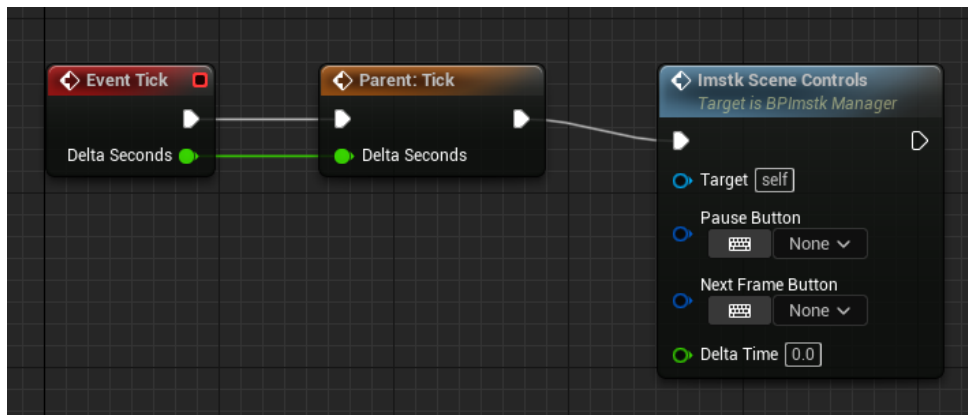 Event Tick
Delta Seconds
Parent: Tick
Delta Seconds
Imstk Scene Controls
Target is BPImstk Manager
Target self
Pause Button
None
Next Frame Button
None
Delta Time 0.0